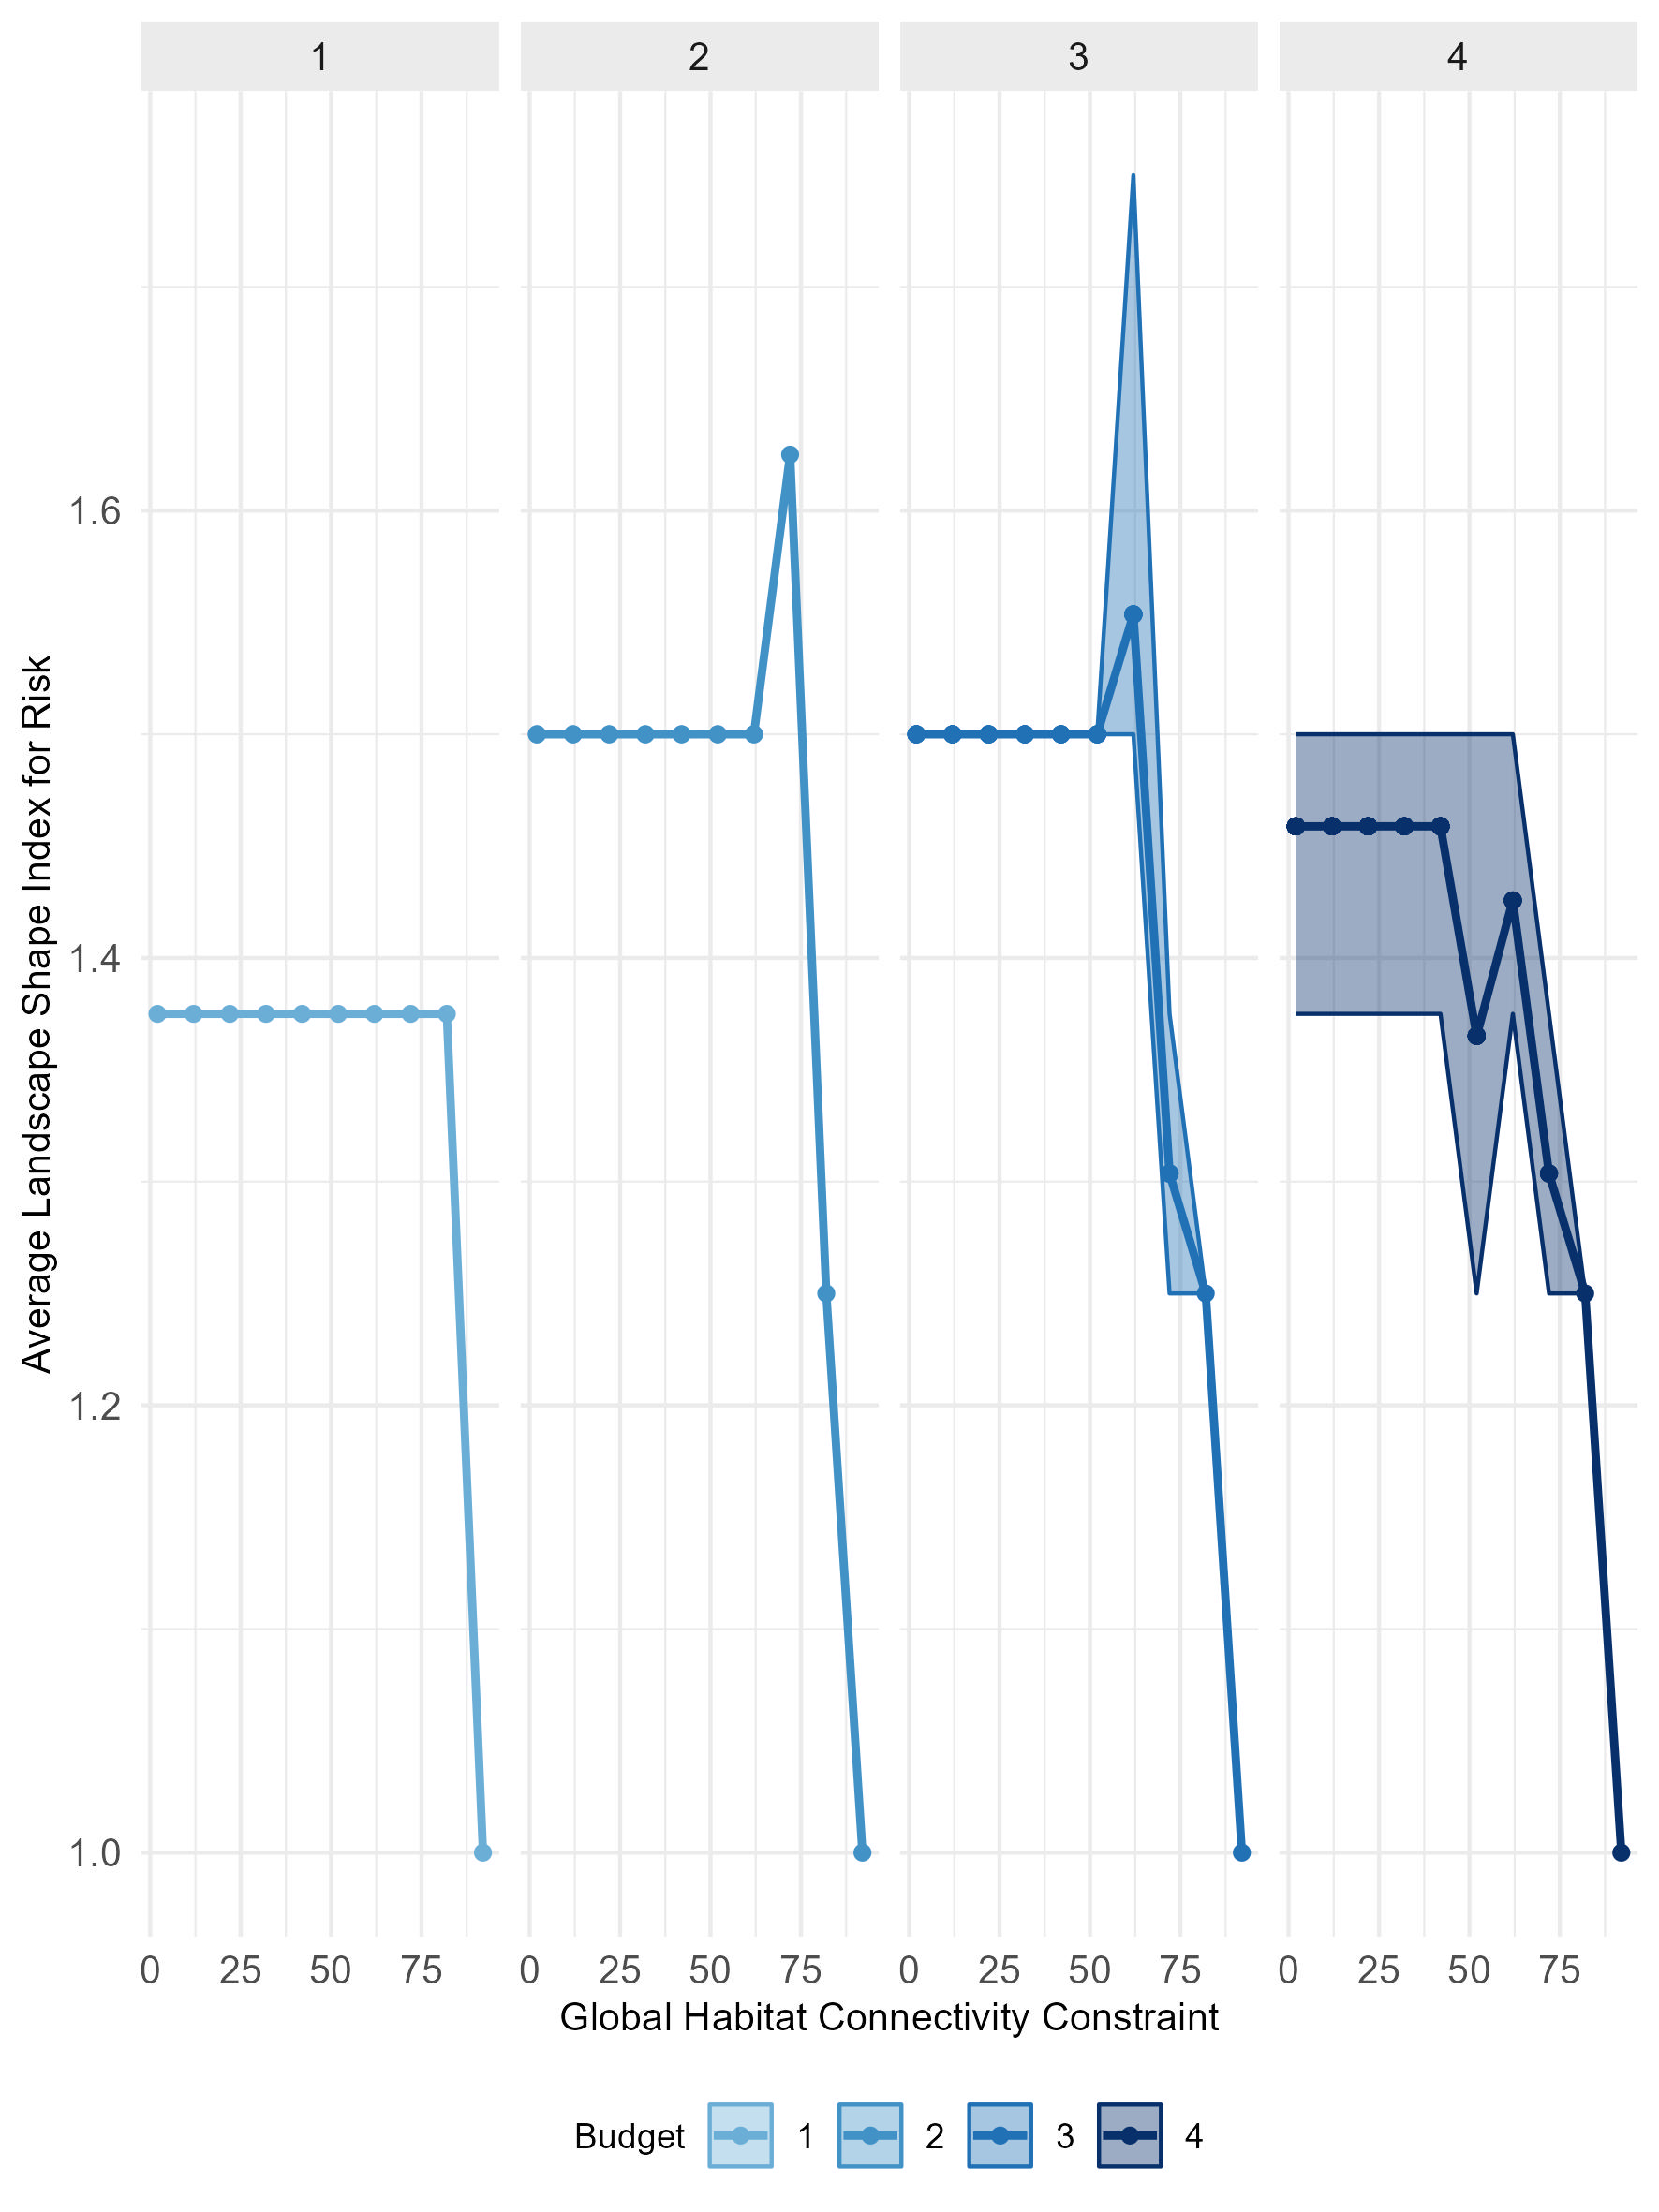 1 2 3 4
Average Landscape Shape Index for Risk
1.6
1.4
1.2
1.0
0 25 50 75 0 25 50 75 0 25 50 75 0 25 50 75
Global Habitat Connectivity Constraint
Budget 1 2 3 4